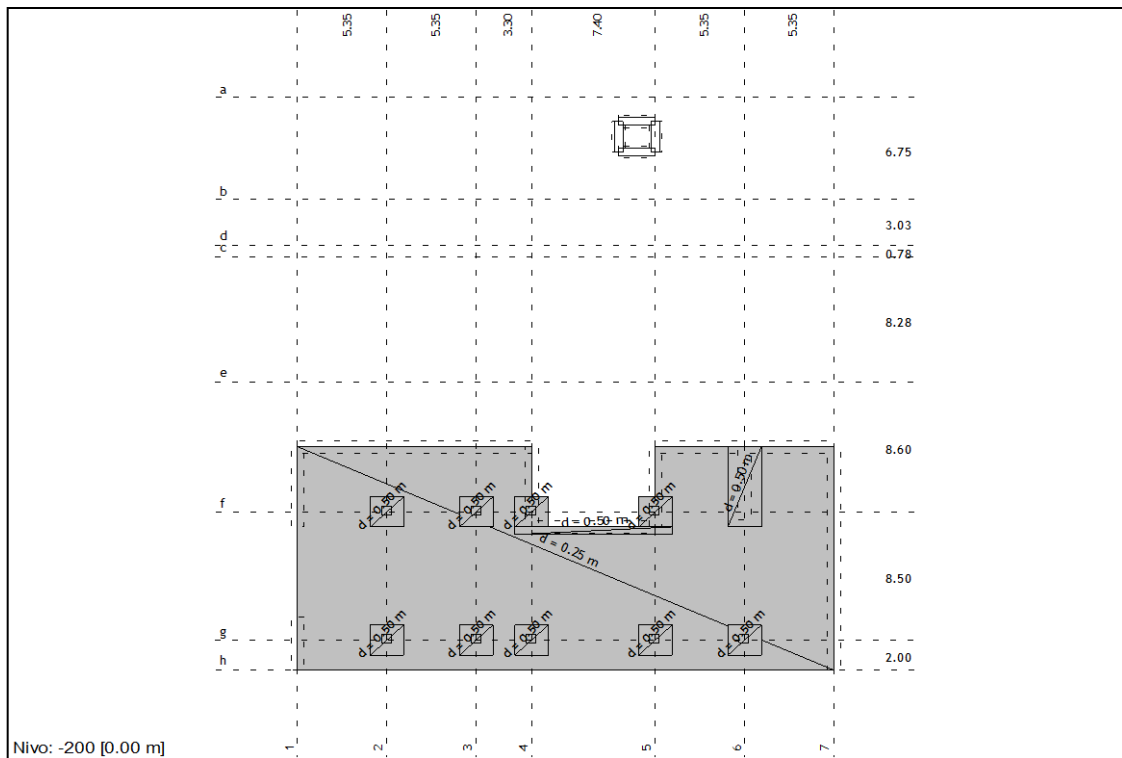 5.35
5.35
3.30
7.40
5.35
5.35
a
6.75
b
3.03
d
c
0.78
8.28
e
8.60
f
d = 0.50 m
d = 0.50 m
d = 0.50 m
d = 0.50 m
d = 0.50 m
d = 0.50 m
d = 0.25 m
8.50
g
d = 0.50 m
d = 0.50 m
d = 0.50 m
d = 0.50 m
d = 0.50 m
h
2.00
Nivo: -200 [0.00 m]
1
2
3
4
5
6
7